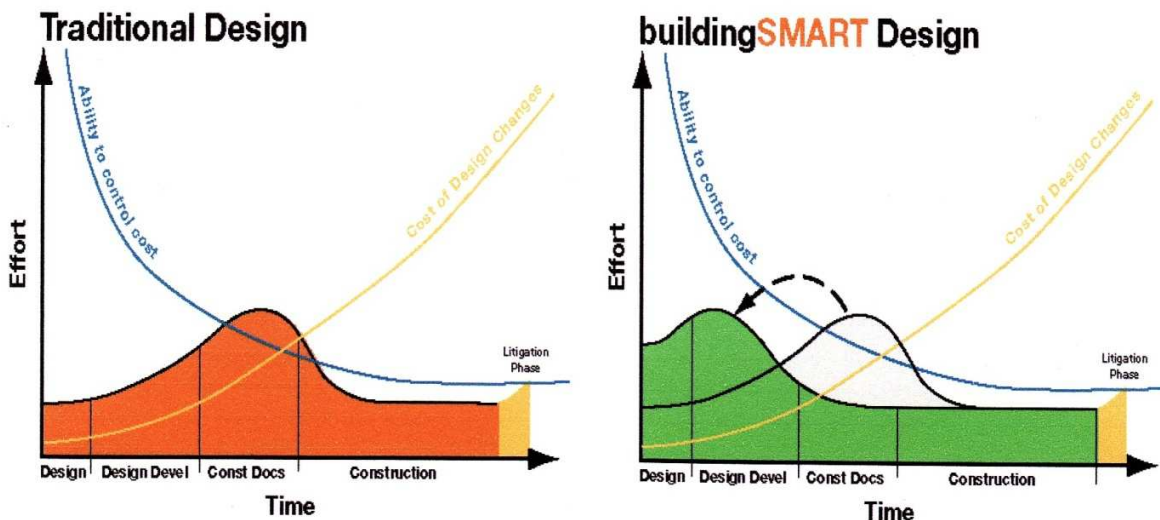 Traditional Design
Ability to control cost
Cost of Design Changes
Effort
Litigation
Phase
Design
Design Devel
Const Docs
Construction
Time
buildingSMART Design
Ability to control cost
Cost of Design Changes
Effort
Litigation
Phase
Design
Design Devel
Const Docs
Construction
Time